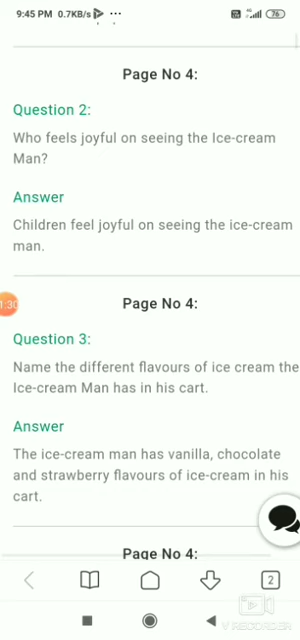 9:45 PM 0.7KB/s ...
76
Page No 4:
Question 2:
Who feels joyful on seeing the Ice-cream
Man?
Answer
Children feel joyful on seeing the ice-cream
man.
1:30
Page No 4:
Question 3:
Name the different flavours of ice cream the
Ice-cream Man has in his cart.
Answer
The ice-cream man has vanilla, chocolate
and strawberry flavours of ice-cream in his
cart.
Page No 4:
2
RECORDER